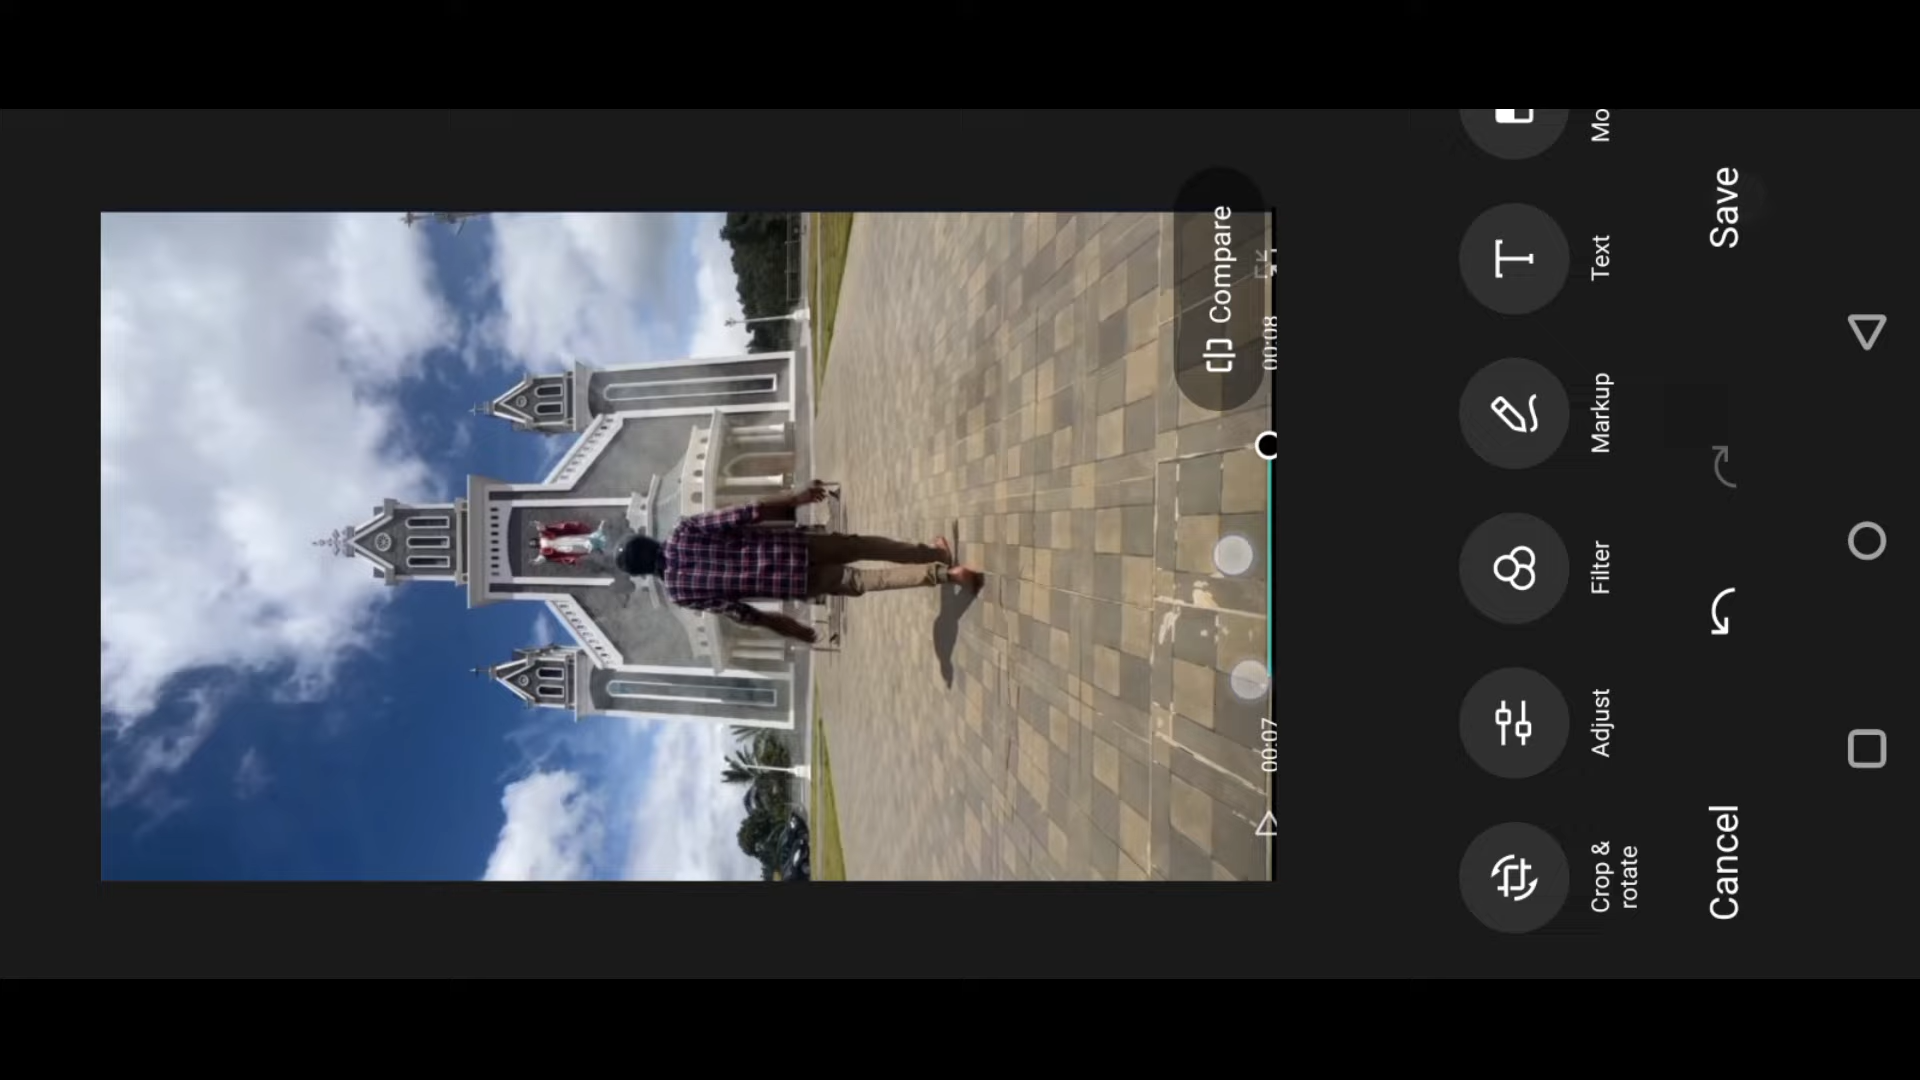 Compare
00:07
00:08
Crop &
rotate
Adjust
Filter
Markup
Text
Mo
Cancel
Save